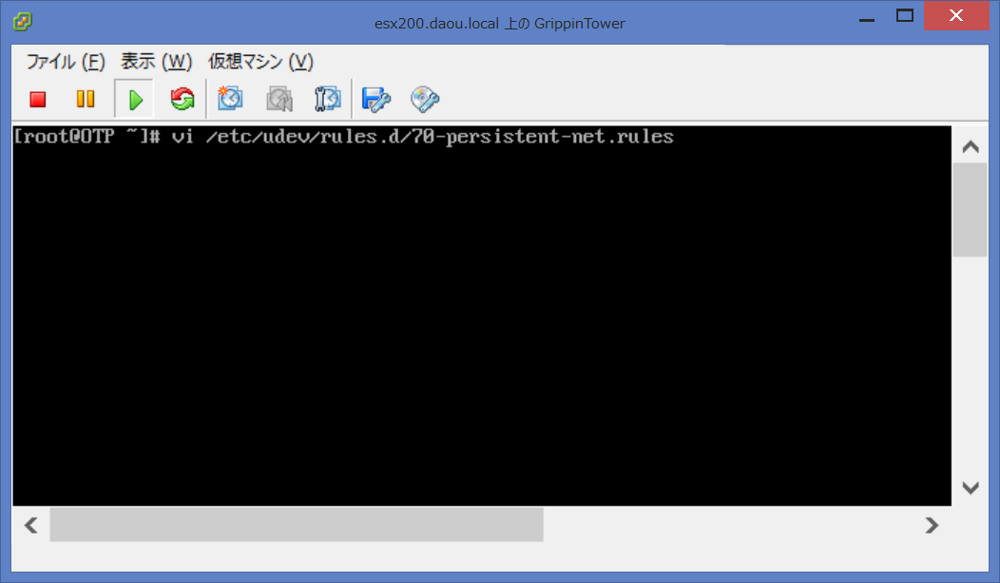 esx200.daou.local 上の GrippinTower
ファイル (F) 表示 (W) 仮想マシン (V)
[root@OTP ~]# vi /etc/udev/rules.d/70-persistent-net.rules